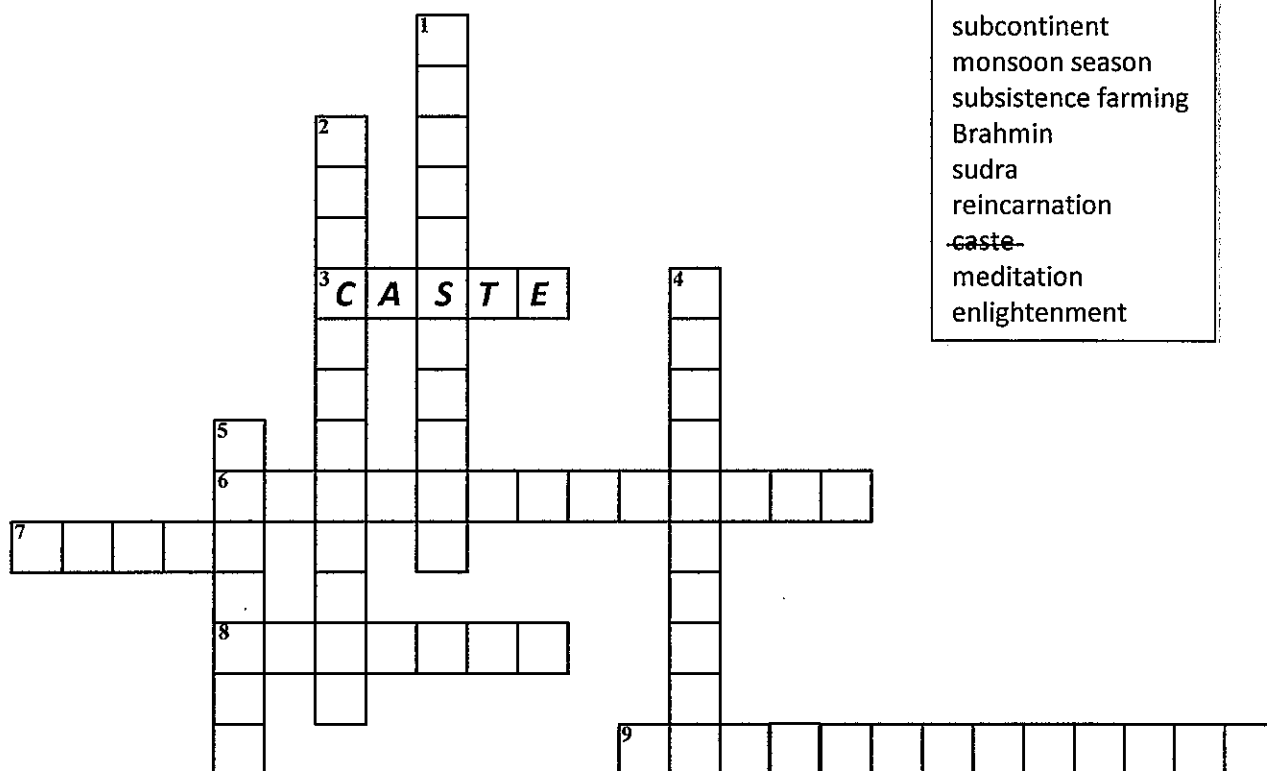 subcontinent
1
monsoon season
subsistence farming
2
Brahmin
sudra
reincarnation
caste
3 C A S T E
4
meditation
enlightenment
5
6
7
8
9